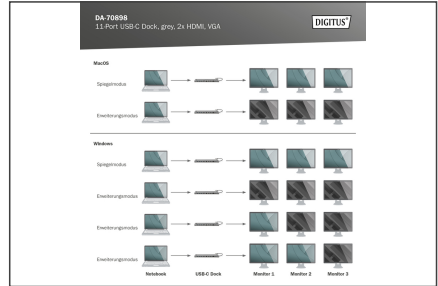 DA-70898
11-Port USB-C Dock, grey, 2x HDMI, VGA
DIGITUS®
MacOS
Spiegelmodus
Erweiterungsmodus
Windows
Spiegelmodus
Erweiterungsmodus
Erweiterungsmodus
Erweiterungsmodus
Notebook USB-C Dock Monitor 1 Monitor 2 Monitor 3